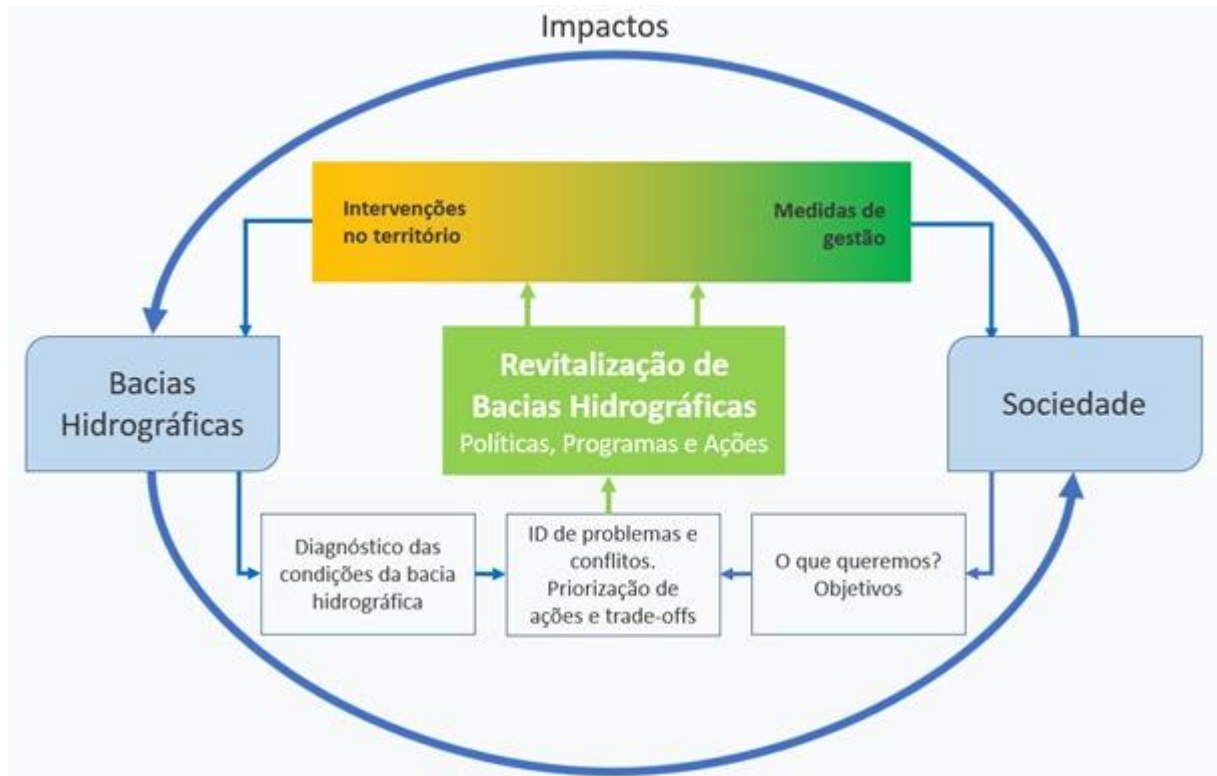 Impactos
Intervenções
no território
Medidas de
gestão
Bacias
Hidrográficas
Revitalização de
Bacias Hidrográficas
Políticas, Programas e Ações
Sociedade
Diagnóstico das
condições da bacia
hidrográfica
ID de problemas e
conflitos.
Priorização de
ações e trade-offs
O que queremos?
Objetivos